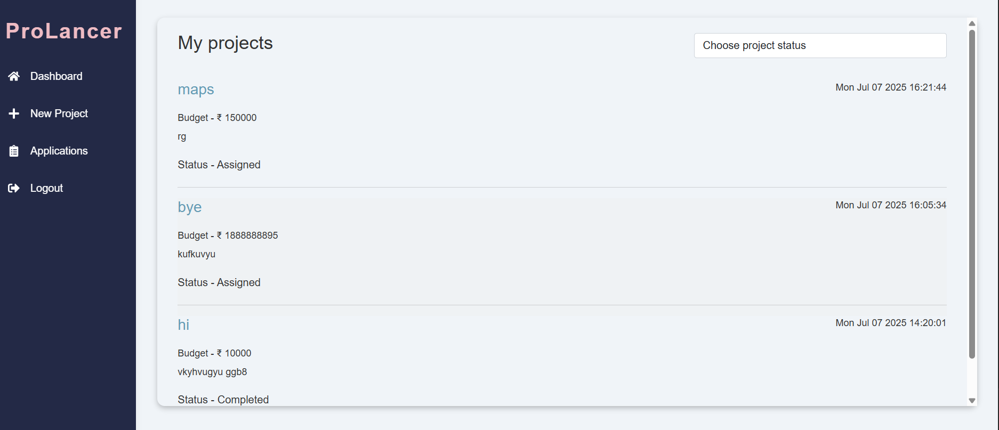 ProLancer
Dashboard
New Project
Applications
Logout
My projects
Choose project status
maps
Mon Jul 07 2025 16:21:44
Budget - ₹ 150000
rg
Status - Assigned
bye
Mon Jul 07 2025 16:05:34
Budget - ₹ 1888888895
kufkuvyu
Status - Assigned
hi
Mon Jul 07 2025 14:20:01
Budget - ₹ 10000
vkyhvugyu ggb8
Status - Completed